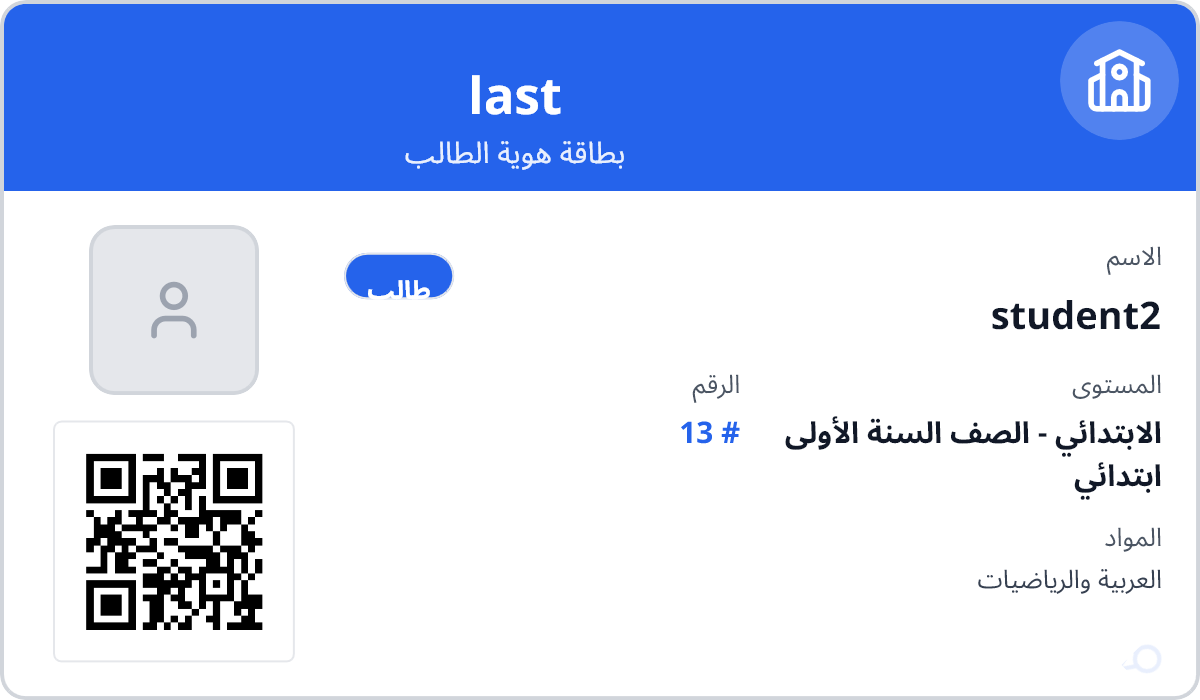 last
بطاقة هوية الطالب
الاسم
student2
طالب
المستوى
الابتدائي - الصف السنة الأولى
ابتدائي
الرقم
# 13
المواد
العربية والرياضيات